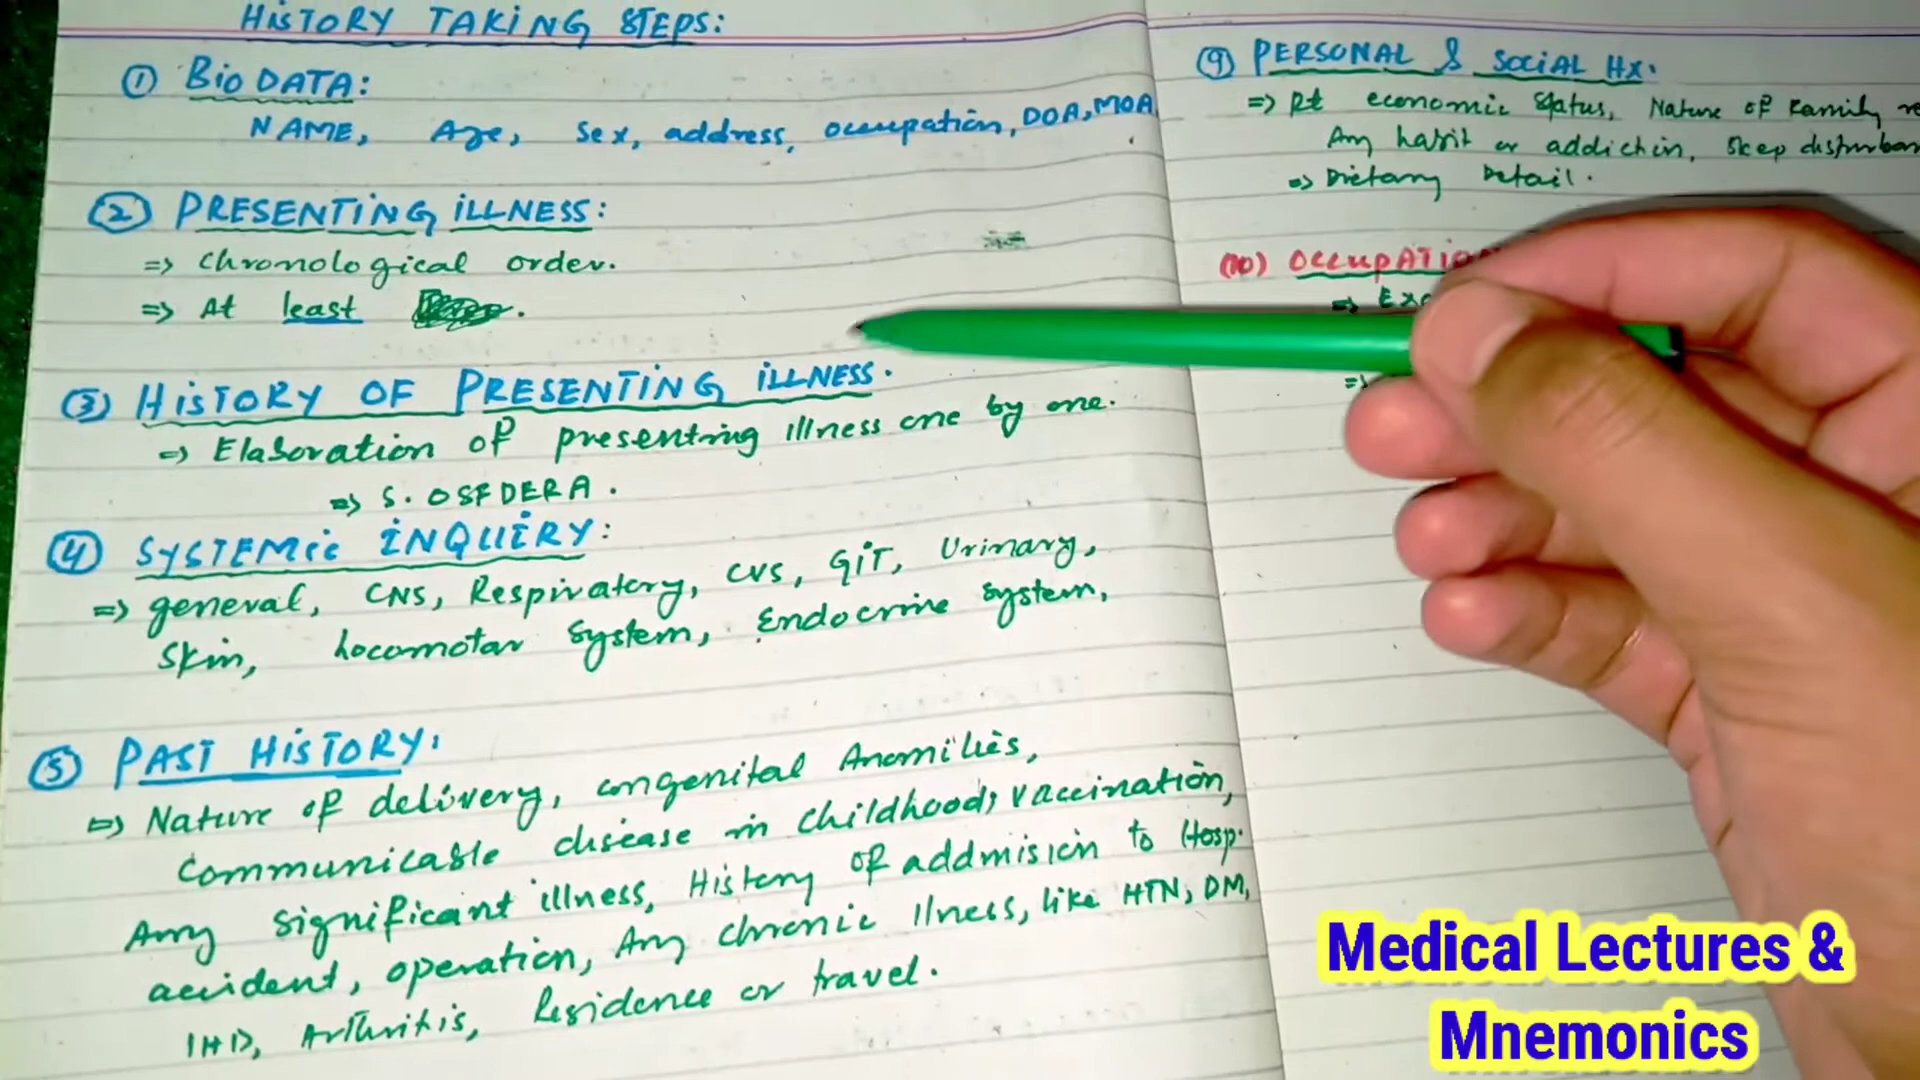 HISTORY TAKING STEPS:
① BIO DATA:
NAME, Age, Sex, address, occupation, DOA, MOA
② PRESENTING ILLNESS:
⇒ Chronological order.
⇒ At least .
③ HISTORY OF PRESENTING ILLNESS.
⇒ Elaboration of presenting illness one by one.
⇒ S. OSFDERA.
④ SYSTEMIC INQUIRY:
⇒ general, CNS, Respiratory, CVS, GIT, Urinary,
Skin, Locomotar System, Endocrine System,
⑤ PAST HISTORY:
⇒ Nature of delivery, congenital Anomilies,
Communicable disease in childhood, vaccination,
Any significant illness, History of addmision to Hosp.
accident, operation, Any chronic illness, like HTN, DM,
IHD, Arthritis, Residence or travel.
⑨ PERSONAL & SOCIAL HX.
⇒ Pt economic status, Nature of family
Any habit or addiction, Sleep
⇒ Dietary Detail.
(10)
⇒
⇒
Medical Lectures &
Mnemonics